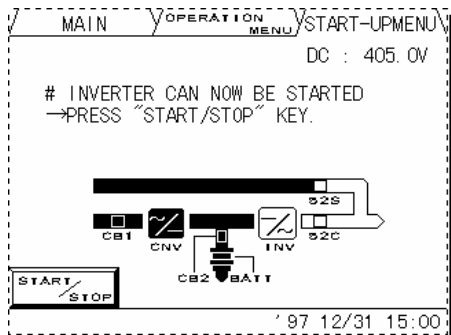 MAIN
OPERATION
MENU
START-UPMENU
DC : 405.0V
# INVERTER CAN NOW BE STARTED
→PRESS ˝START/STOP˝ KEY.
52S
CB1
CNV
INV
52C
CB2
BATT
START
STOP
'97 12/31 15:00